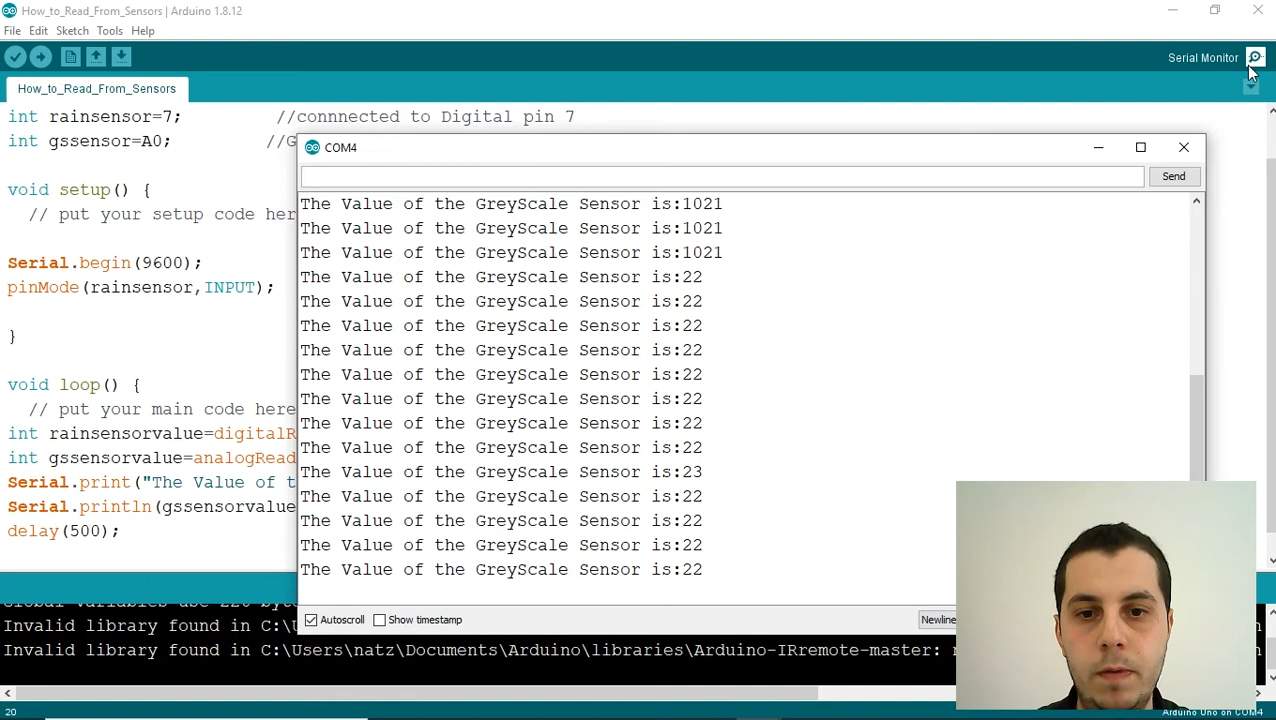 How_to_Read_From_Sensors | Arduino 1.8.12
File Edit Sketch Tools Help
Serial Monitor
How_to_Read_From_Sensors
int rainsensor=7; //connnected to Digital pin 7
int gssensor=A0; //G
void setup() {
// put your setup code her
Serial.begin(9600);
pinMode(rainsensor,INPUT);
}
void loop() {
// put your main code here
int rainsensorvalue=digitalR
int gssensorvalue=analogRead
Serial.print("The Value of t
Serial.println(gssensorvalue
delay(500);
COM4
Send
The Value of the GreyScale Sensor is:1021
The Value of the GreyScale Sensor is:1021
The Value of the GreyScale Sensor is:1021
The Value of the GreyScale Sensor is:22
The Value of the GreyScale Sensor is:22
The Value of the GreyScale Sensor is:22
The Value of the GreyScale Sensor is:22
The Value of the GreyScale Sensor is:22
The Value of the GreyScale Sensor is:22
The Value of the GreyScale Sensor is:22
The Value of the GreyScale Sensor is:22
The Value of the GreyScale Sensor is:23
The Value of the GreyScale Sensor is:22
The Value of the GreyScale Sensor is:22
The Value of the GreyScale Sensor is:22
The Value of the GreyScale Sensor is:22
Autoscroll Show timestamp Newline
Global variables use 220 byt
Invalid library found in C:\U
Invalid library found in C:\Users\natz\Documents\Arduino\libraries\Arduino-IRremote-master:
20 Arduino Uno on COM4